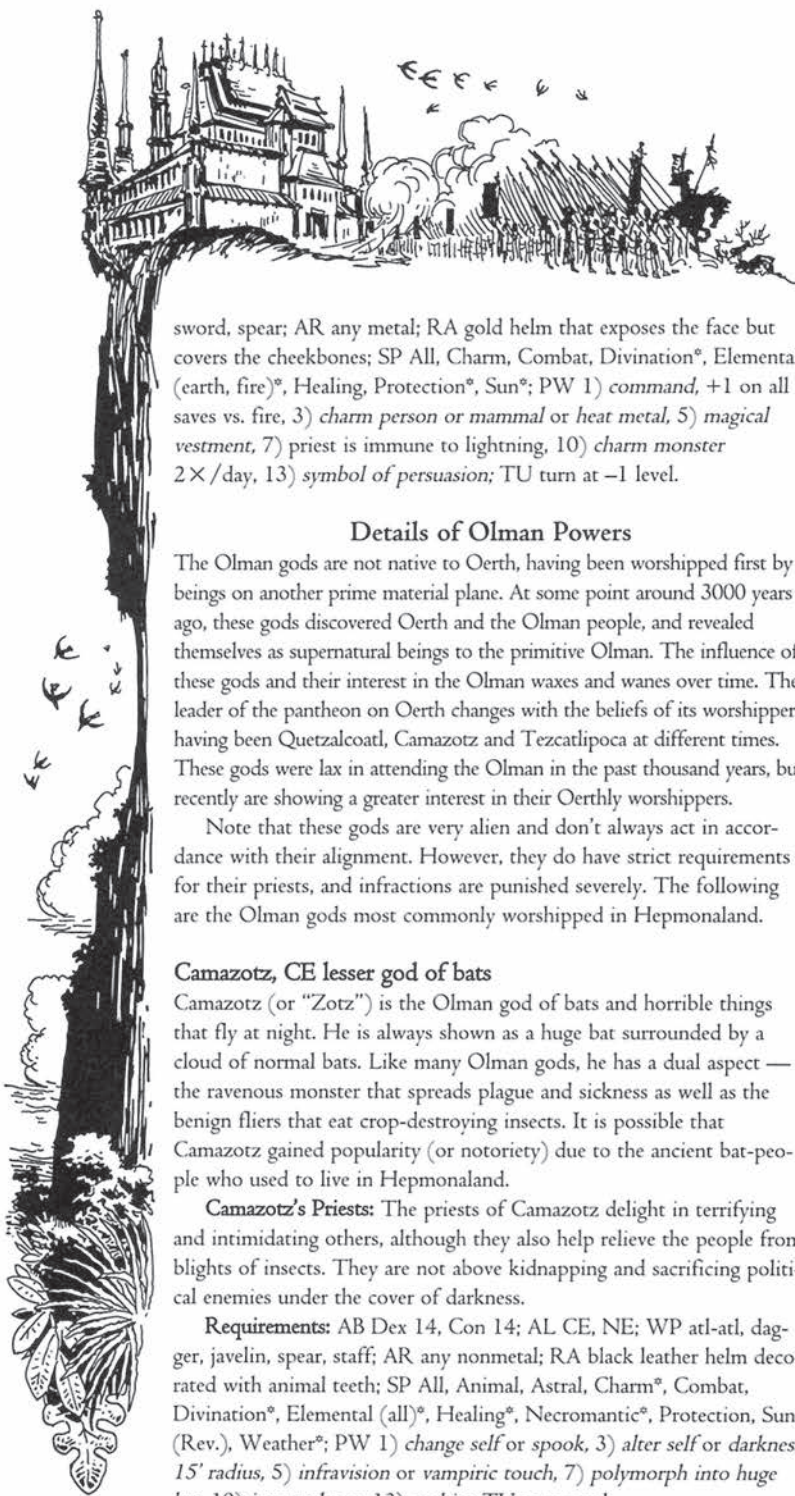 sword, spear; AR any metal; RA gold helm that exposes the face but
covers the cheekbones; SP All, Charm, Combat, Divination*, Elementa
(earth, fire)*, Healing, Protection*, Sun*; PW 1) command, +1 on all
saves vs. fire, 3) charm person or mammal or heat metal, 5) magical
vestment, 7) priest is immune to lightning, 10) charm monster
2×/day, 13) symbol of persuasion; TU turn at –1 level.
Details of Olman Powers
The Olman gods are not native to Oerth, having been worshipped first by
beings on another prime material plane. At some point around 3000 years
ago, these gods discovered Oerth and the Olman people, and revealed
themselves as supernatural beings to the primitive Olman. The influence of
these gods and their interest in the Olman waxes and wanes over time. The
leader of the pantheon on Oerth changes with the beliefs of its worshipper
having been Quetzalcoatl, Camazotz and Tezcatlipoca at different times.
These gods were lax in attending the Olman in the past thousand years, bu
recently are showing a greater interest in their Oerthly worshippers.
Note that these gods are very alien and don't always act in accor-
dance with their alignment. However, they do have strict requirements
for their priests, and infractions are punished severely. The following
are the Olman gods most commonly worshipped in Hepmonaland.
Camazotz, CE lesser god of bats
Camazotz (or "Zotz") is the Olman god of bats and horrible things
that fly at night. He is always shown as a huge bat surrounded by a
cloud of normal bats. Like many Olman gods, he has a dual aspect —
the ravenous monster that spreads plague and sickness as well as the
benign fliers that eat crop-destroying insects. It is possible that
Camazotz gained popularity (or notoriety) due to the ancient bat-peo-
ple who used to live in Hepmonaland.
Camazotz's Priests: The priests of Camazotz delight in terrifying
and intimidating others, although they also help relieve the people from
blights of insects. They are not above kidnapping and sacrificing politi-
cal enemies under the cover of darkness.
Requirements: AB Dex 14, Con 14; AL CE, NE; WP atl-atl, dag-
ger, javelin, spear, staff; AR any nonmetal; RA black leather helm deco
rated with animal teeth; SP All, Animal, Astral, Charm*, Combat,
Divination*, Elemental (all)*, Healing*, Necromantic*, Protection, Sun
(Rev.), Weather*; PW 1) change self or spook, 3) alter self or darknes
15' radius, 5) infravision or vampiric touch, 7) polymorph into huge